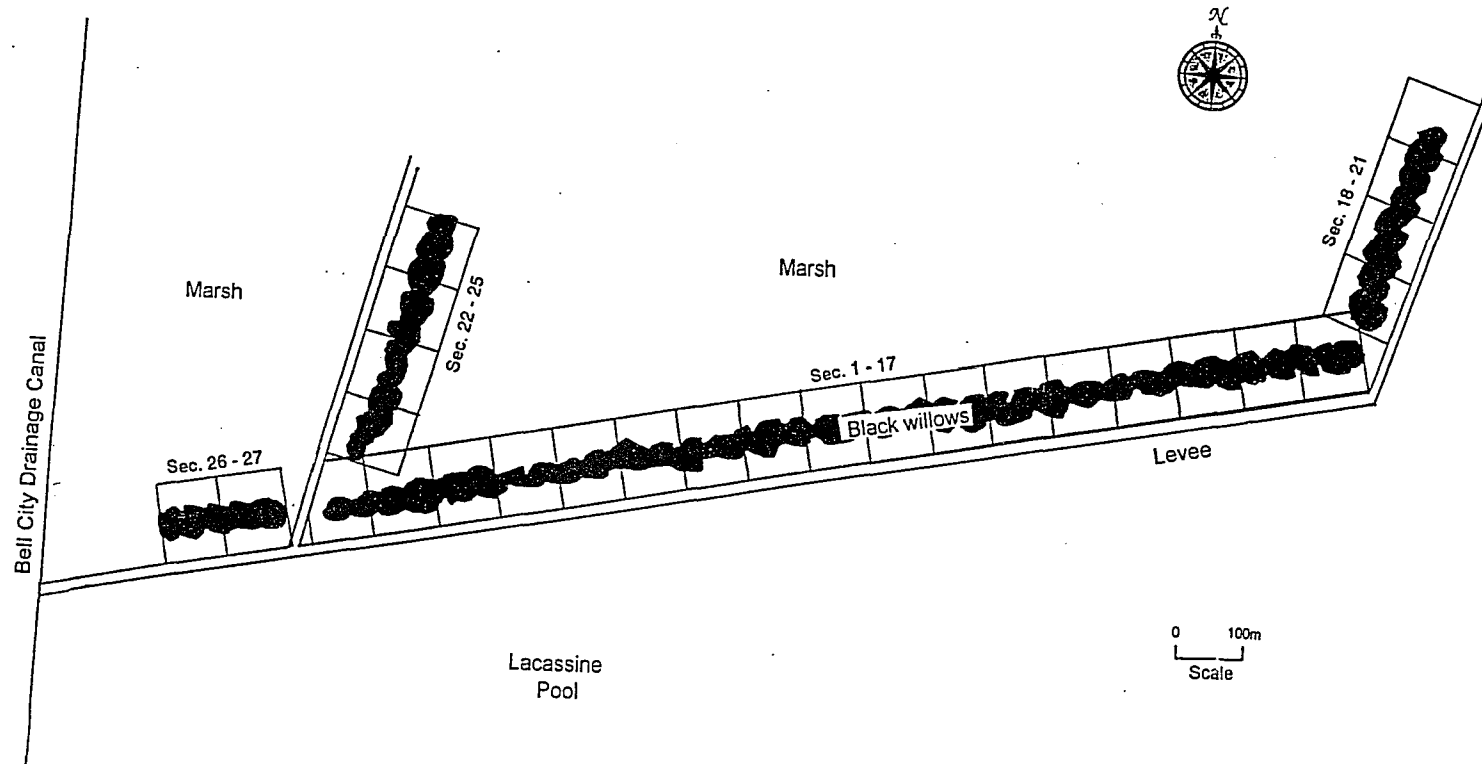 N
Sec. 18 - 21
Marsh
Marsh
Sec. 22 - 25
Bell City Drainage Canal
Sec. 1 - 17
Black willows
Sec. 26 - 27
Levee
0 100m
Scale
Lacassine
Pool